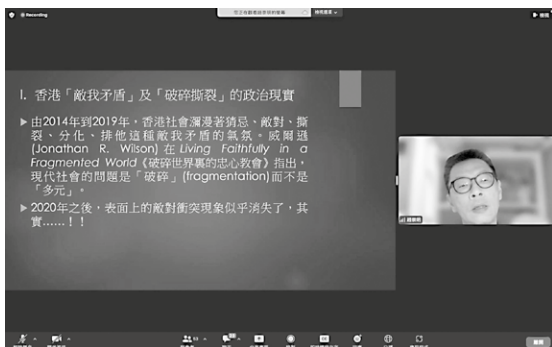 Recording
I. 香港「敵我矛盾」及「破碎撕裂」的政治現實
由2014年到2019年，香港社會瀰漫著猜忌、敵對、撕
裂、分化、排他這種敵我矛盾的氣氛。威爾遜
(Jonathan R. Wilson) 在 Living Faithfully in a
Fragmented World《破碎世界裏的忠心教會》指出，
現代社會的問題是「破碎」(fragmentation)而不是
「多元」。
2020年之後，表面上的敵對衝突現象似乎消失了，其
實……！！